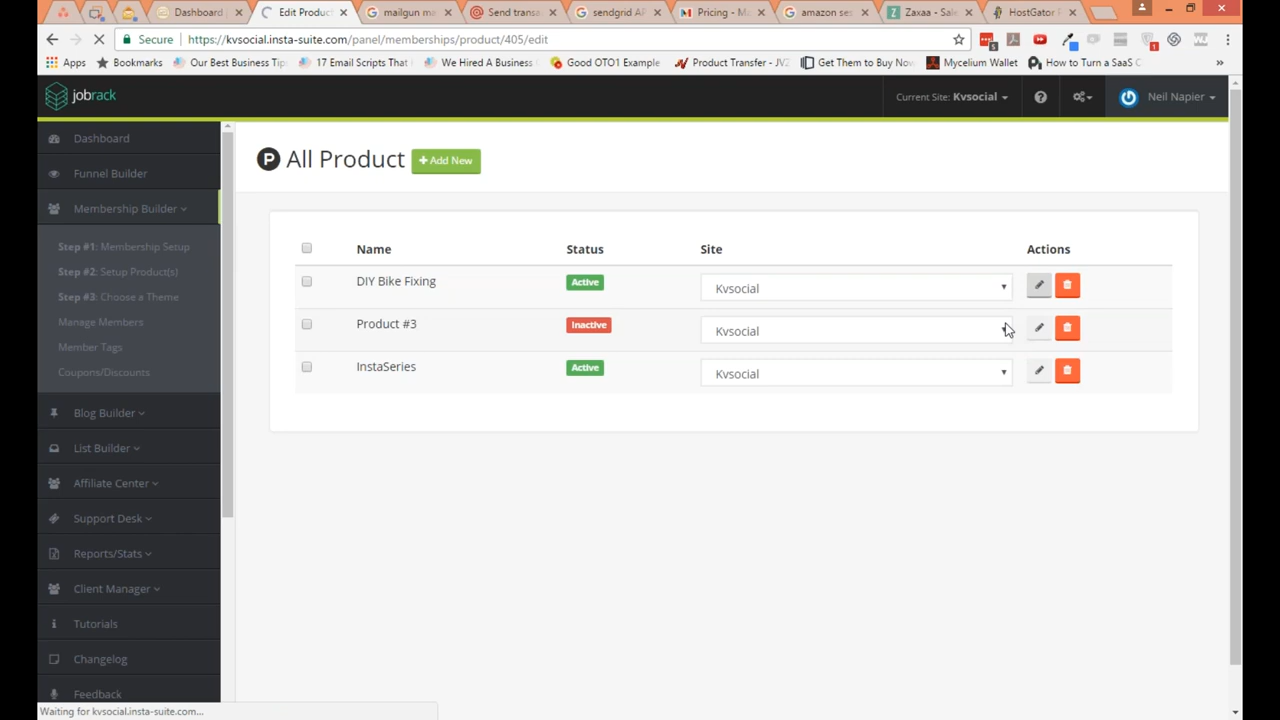 Dashboard
Edit Produc
mailgun ma
Send transa
sendgrid AP
Pricing - Ma
amazon ses
Zaxaa - Sale
HostGator P
Secure
https://kvsocial.insta-suite.com/panel/memberships/product/405/edit
Apps
Bookmarks
Our Best Business Tip
17 Email Scripts That
We Hired A Business
Good OTO1 Example
Product Transfer - JVZ
Get Them to Buy Now
Mycelium Wallet
How to Turn a SaaS C
jobrack
Current Site: Kvsocial
Neil Napier
Dashboard
Funnel Builder
Membership Builder
Step #1: Membership Setup
Step #2: Setup Product(s)
Step #3: Choose a Theme
Manage Members
Member Tags
Coupons/Discounts
Blog Builder
List Builder
Affiliate Center
Support Desk
Reports/Stats
Client Manager
Tutorials
Changelog
Feedback
P All Product
+ Add New
Name Status Site Actions
DIY Bike Fixing Active Kvsocial
Product #3 Inactive Kvsocial
InstaSeries Active Kvsocial
Waiting for kvsocial.insta-suite.com...